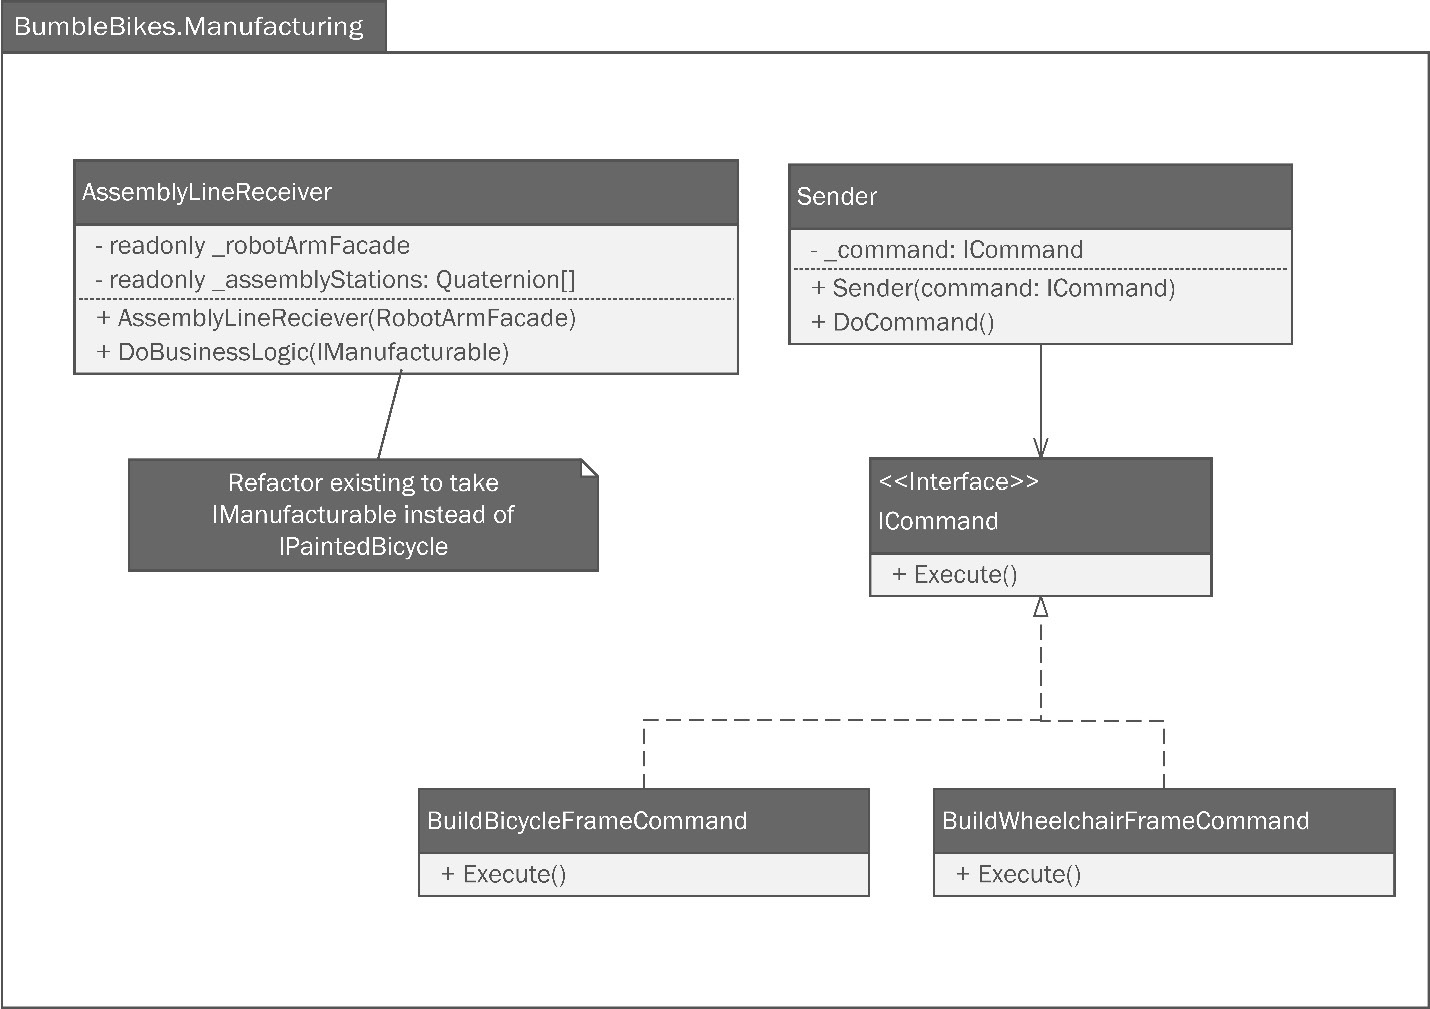 BumbleBikes.Manufacturing
AssemblyLineReceiver
- readonly _robotArmFacade
- readonly _assemblyStations: Quaternion[]
+ AssemblyLineReciever(RobotArmFacade)
+ DoBusinessLogic(IManufacturable)
Refactor existing to take
IManufacturable instead of
IPaintedBicycle
Sender
- _command: ICommand
+ Sender(command: ICommand)
+ DoCommand()
<<Interface>>
ICommand
+ Execute()
BuildBicycleFrameCommand
+ Execute()
BuildWheelchairFrameCommand
+ Execute()